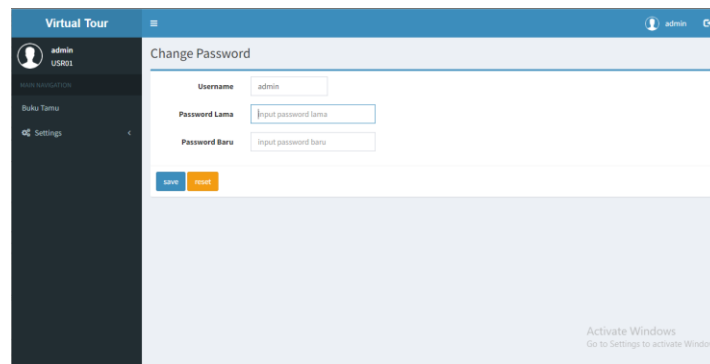 Virtual Tour
admin
admin
USR01
Change Password
MAIN NAVIGATION
Buku Tamu
Settings
Username admin
Password Lama input password lama
Password Baru input password baru
save reset
Activate Windows
Go to Settings to activate